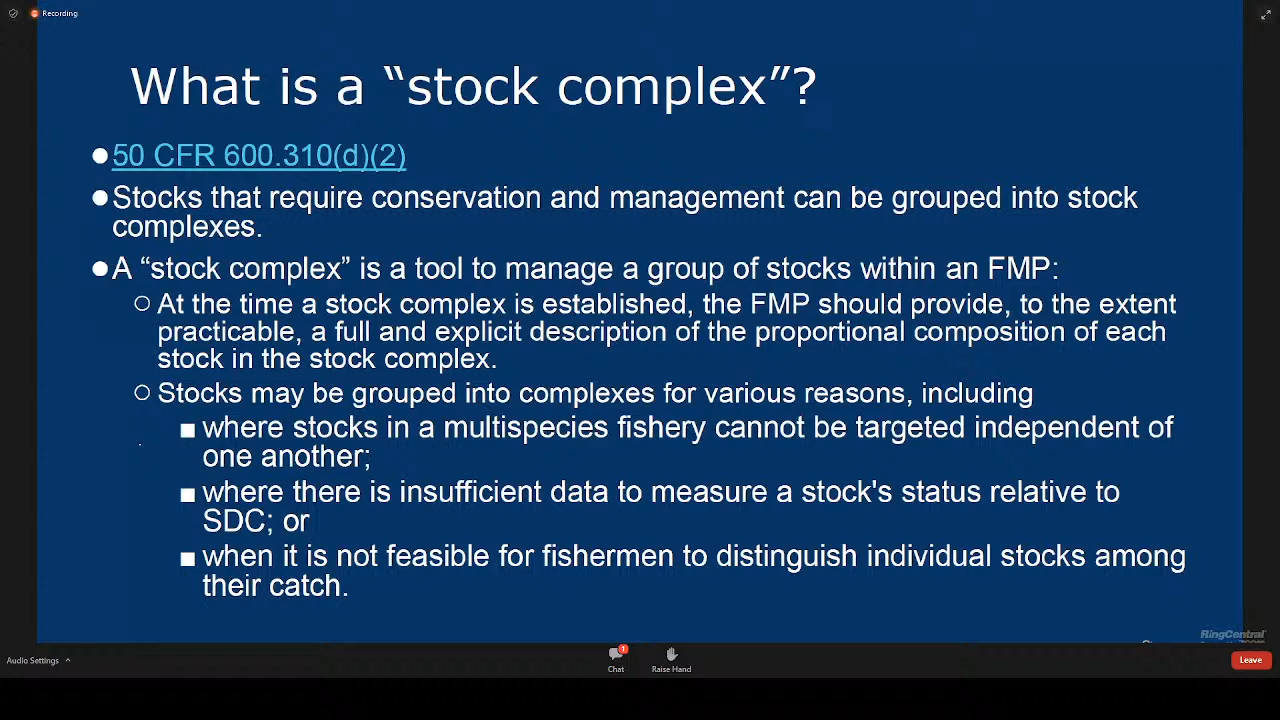 Recording
What is a “stock complex”?
●50 CFR 600.310(d)(2)
●Stocks that require conservation and management can be grouped into stock
complexes.
●A “stock complex” is a tool to manage a group of stocks within an FMP:
○At the time a stock complex is established, the FMP should provide, to the extent
practicable, a full and explicit description of the proportional composition of each
stock in the stock complex.
○Stocks may be grouped into complexes for various reasons, including
■where stocks in a multispecies fishery cannot be targeted independent of
one another;
■where there is insufficient data to measure a stock's status relative to
SDC; or
■when it is not feasible for fishermen to distinguish individual stocks among
their catch.
RingCentral
Audio Settings
1
Chat
Raise Hand
Leave